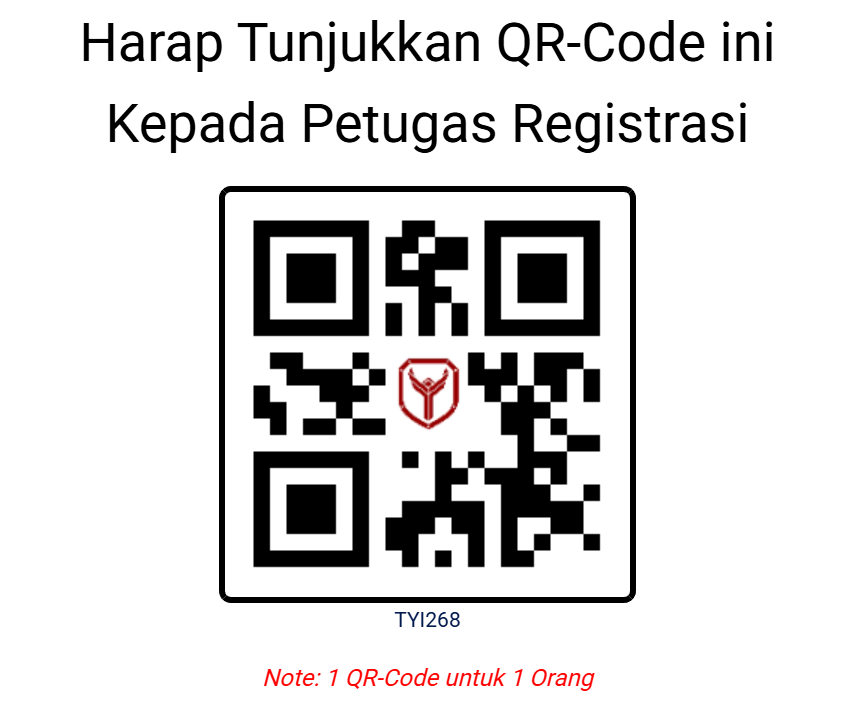 Harap Tunjukkan QR-Code ini
Kepada Petugas Registrasi
TYI268
Note: 1 QR-Code untuk 1 Orang